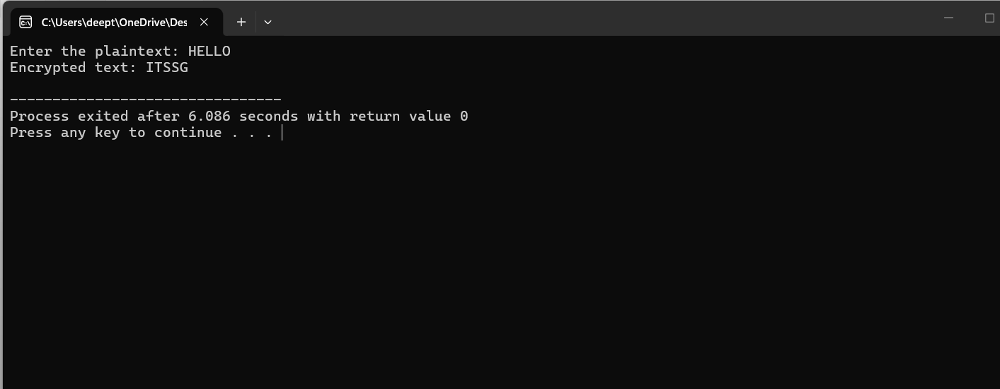 C:\Users\deept\OneDrive\Des
Enter the plaintext: HELLO
Encrypted text: ITSSG
--------------------------------
Process exited after 6.086 seconds with return value 0
Press any key to continue . . .